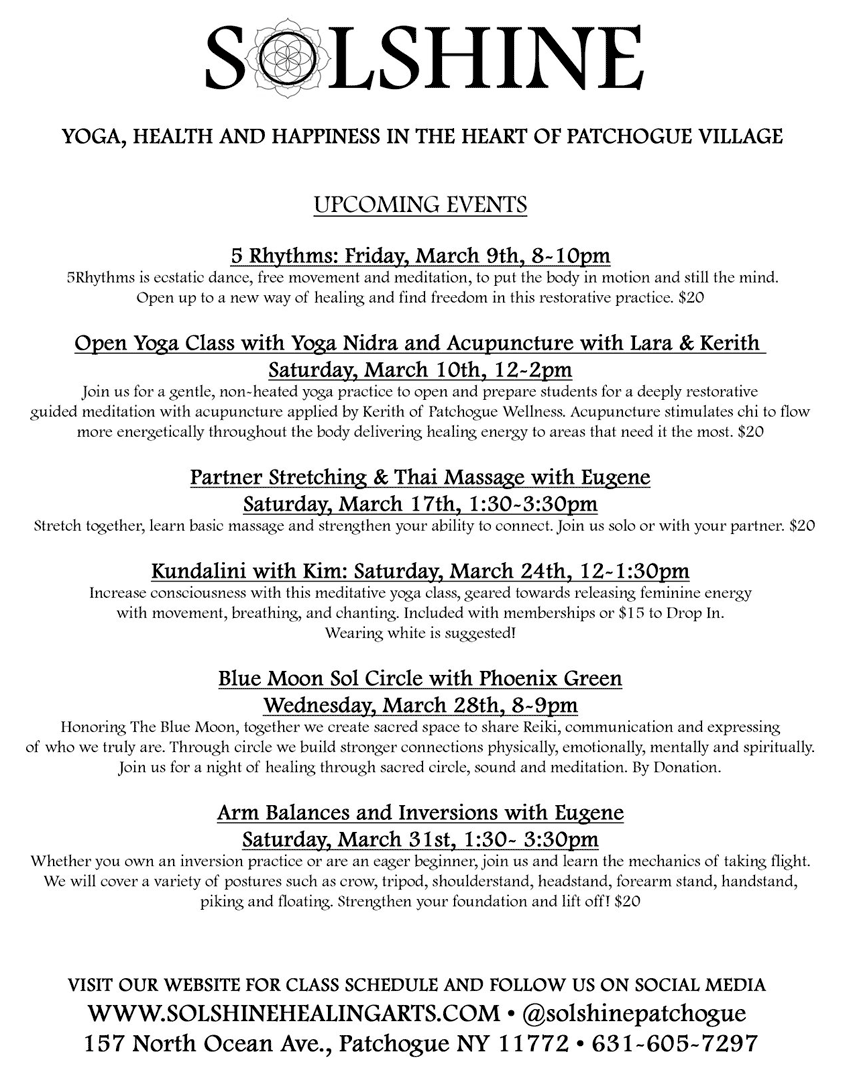 SOLSHINE
YOGA, HEALTH AND HAPPINESS IN THE HEART OF PATCHOGUE VILLAGE
UPCOMING EVENTS
5 Rhythms: Friday, March 9th, 8-10pm
5Rhythms is ecstatic dance, free movement and meditation, to put the body in motion and still the mind.
Open up to a new way of healing and find freedom in this restorative practice. $20
Open Yoga Class with Yoga Nidra and Acupuncture with Lara & Kerith
Saturday, March 10th, 12-2pm
Join us for a gentle, non-heated yoga practice to open and prepare students for a deeply restorative
guided meditation with acupuncture applied by Kerith of Patchogue Wellness. Acupuncture stimulates chi to flow
more energetically throughout the body delivering healing energy to areas that need it the most. $20
Partner Stretching & Thai Massage with Eugene
Saturday, March 17th, 1:30-3:30pm
Stretch together, learn basic massage and strengthen your ability to connect. Join us solo or with your partner. $20
Kundalini with Kim: Saturday, March 24th, 12-1:30pm
Increase consciousness with this meditative yoga class, geared towards releasing feminine energy
with movement, breathing, and chanting. Included with memberships or $15 to Drop In.
Wearing white is suggested!
Blue Moon Sol Circle with Phoenix Green
Wednesday, March 28th, 8-9pm
Honoring The Blue Moon, together we create sacred space to share Reiki, communication and expressing
of who we truly are. Through circle we build stronger connections physically, emotionally, mentally and spiritually.
Join us for a night of healing through sacred circle, sound and meditation. By Donation.
Arm Balances and Inversions with Eugene
Saturday, March 31st, 1:30- 3:30pm
Whether you own an inversion practice or are an eager beginner, join us and learn the mechanics of taking flight.
We will cover a variety of postures such as crow, tripod, shoulderstand, headstand, forearm stand, handstand,
piking and floating. Strengthen your foundation and lift off! $20
VISIT OUR WEBSITE FOR CLASS SCHEDULE AND FOLLOW US ON SOCIAL MEDIA
WWW.SOLSHINEHEALINGARTS.COM • @solshinepatchogue
157 North Ocean Ave., Patchogue NY 11772 • 631-605-7297